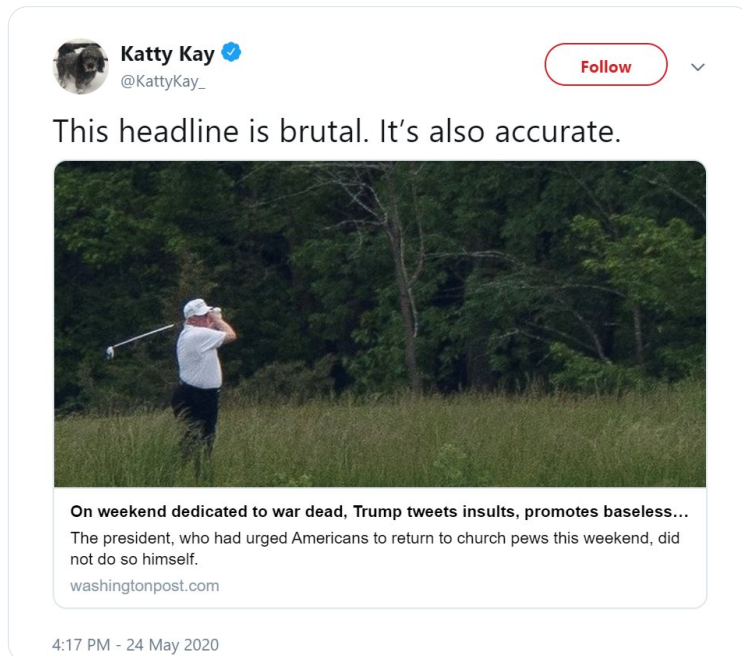 Katty Kay
@KattyKay_
Follow
This headline is brutal. It’s also accurate.
On weekend dedicated to war dead, Trump tweets insults, promotes baseless...
The president, who had urged Americans to return to church pews this weekend, did
not do so himself.
washingtonpost.com
4:17 PM - 24 May 2020